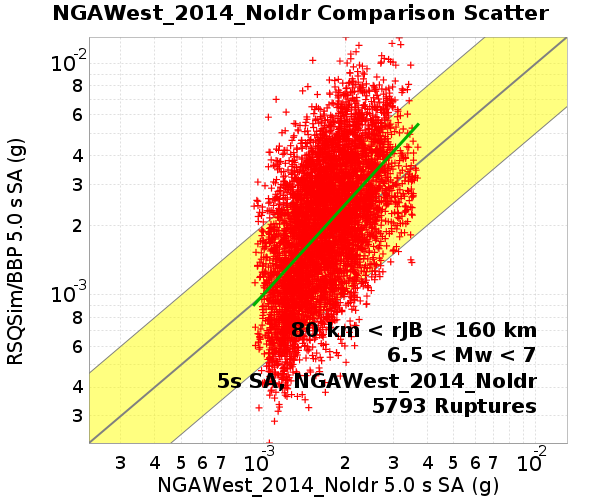 NGAWest_2014_NoIdr Comparison Scatter
RSQSim/BBP 5.0 s SA (g)
10-2
8
6
4
3
2
10-3
8
6
4
3
80 km < rJB < 160 km
6.5 < Mw < 7
5s SA, NGAWest_2014_NoIdr
5793 Ruptures
3 4 5 6 7 10-3 2 3 4 5 6 7 10-2
NGAWest_2014_NoIdr 5.0 s SA (g)